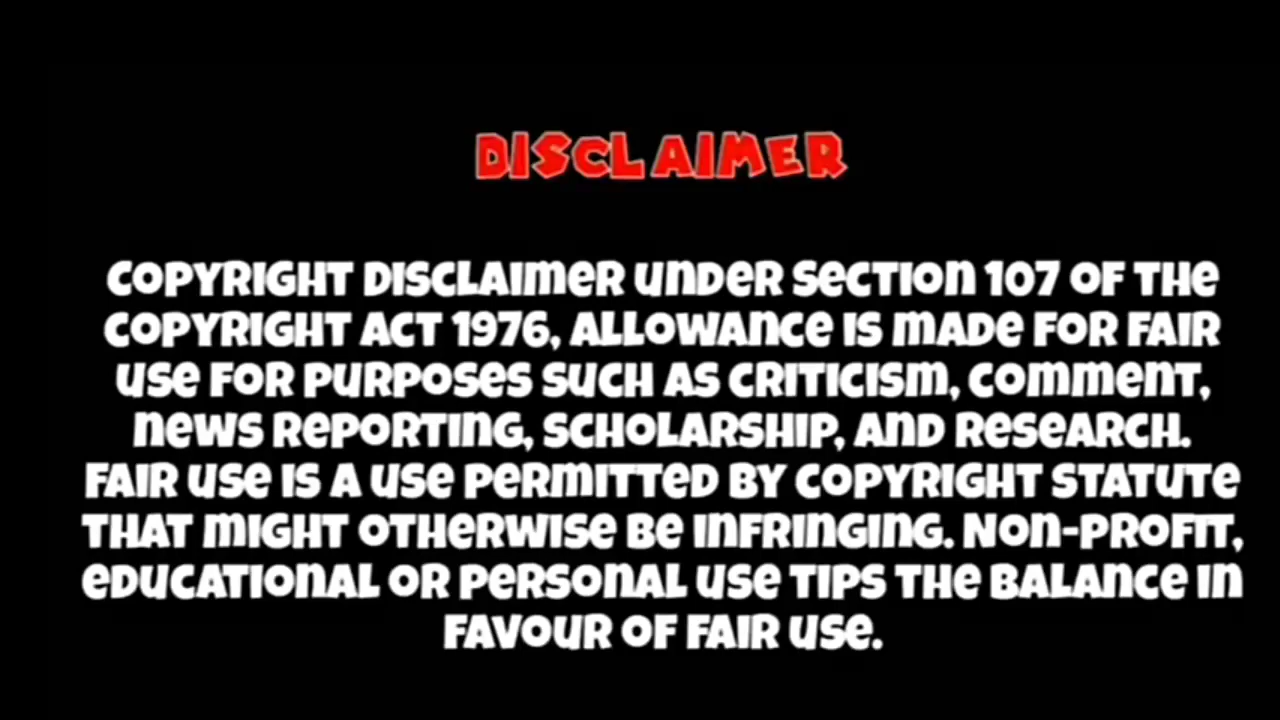 DISCLAIMER
COPYRIGHT DISCLAIMER UNDER SECTION 107 OF THE
COPYRIGHT ACT 1976, ALLOWANCE IS MADE FOR FAIR
USE FOR PURPOSES SUCH AS CRITICISM, COMMENT,
NEWS REPORTING, SCHOLARSHIP, AND RESEARCH.
FAIR USE IS A USE PERMITTED BY COPYRIGHT STATUTE
THAT MIGHT OTHERWISE BE INFRINGING. NON-PROFIT,
EDUCATIONAL OR PERSONAL USE TIPS THE BALANCE IN
FAVOUR OF FAIR USE.